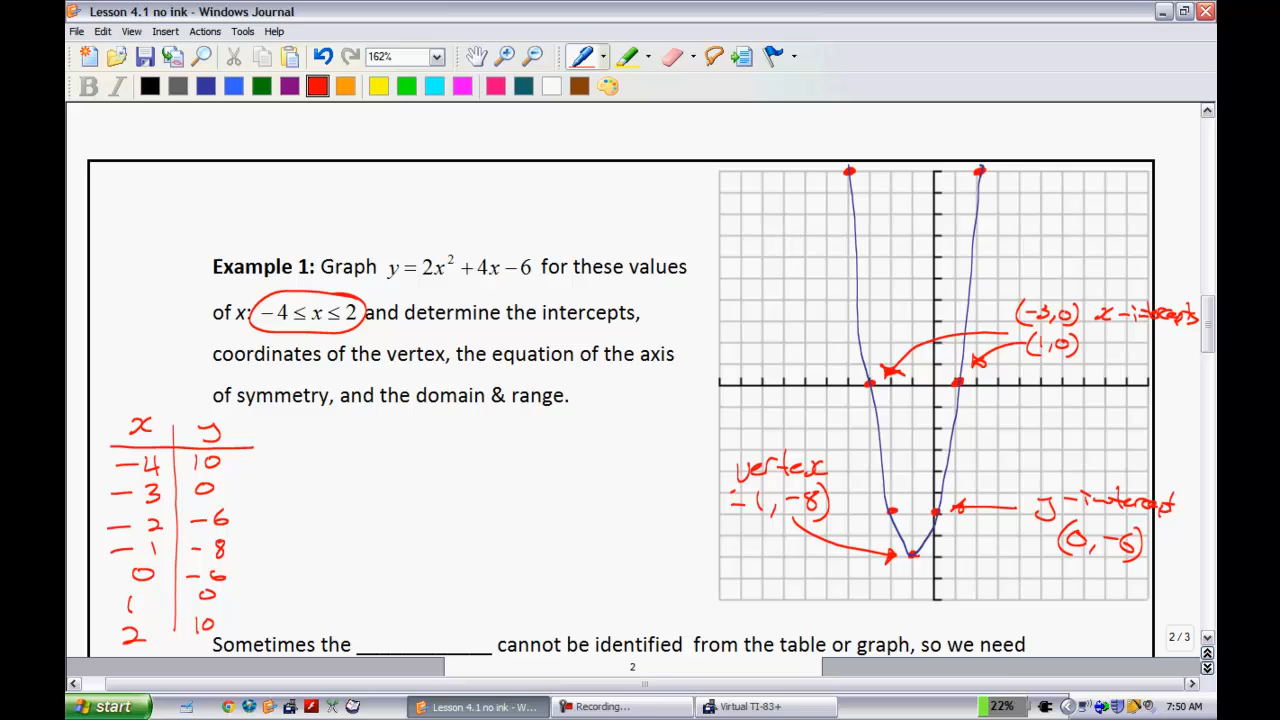 Lesson 4.1 no ink - Windows Journal
File Edit View Insert Actions Tools Help
162%
B I
Example 1: Graph y = 2x² + 4x − 6 for these values
of x: −4 ≤ x ≤ 2 and determine the intercepts,
coordinates of the vertex, the equation of the axis
of symmetry, and the domain & range.
x y
−4 10
−3 0
−2 −6
−1 −8
0 −6
1 0
2 10
(−3,0) x-intercepts
(1,0)
vertex
(−1, −8)
y-intercept
(0, −6)
Sometimes the _____________ cannot be identified from the table or graph, so we need
2/3
2
start
Lesson 4.1 no ink - W...
Recording...
Virtual TI-83+
22%
7:50 AM